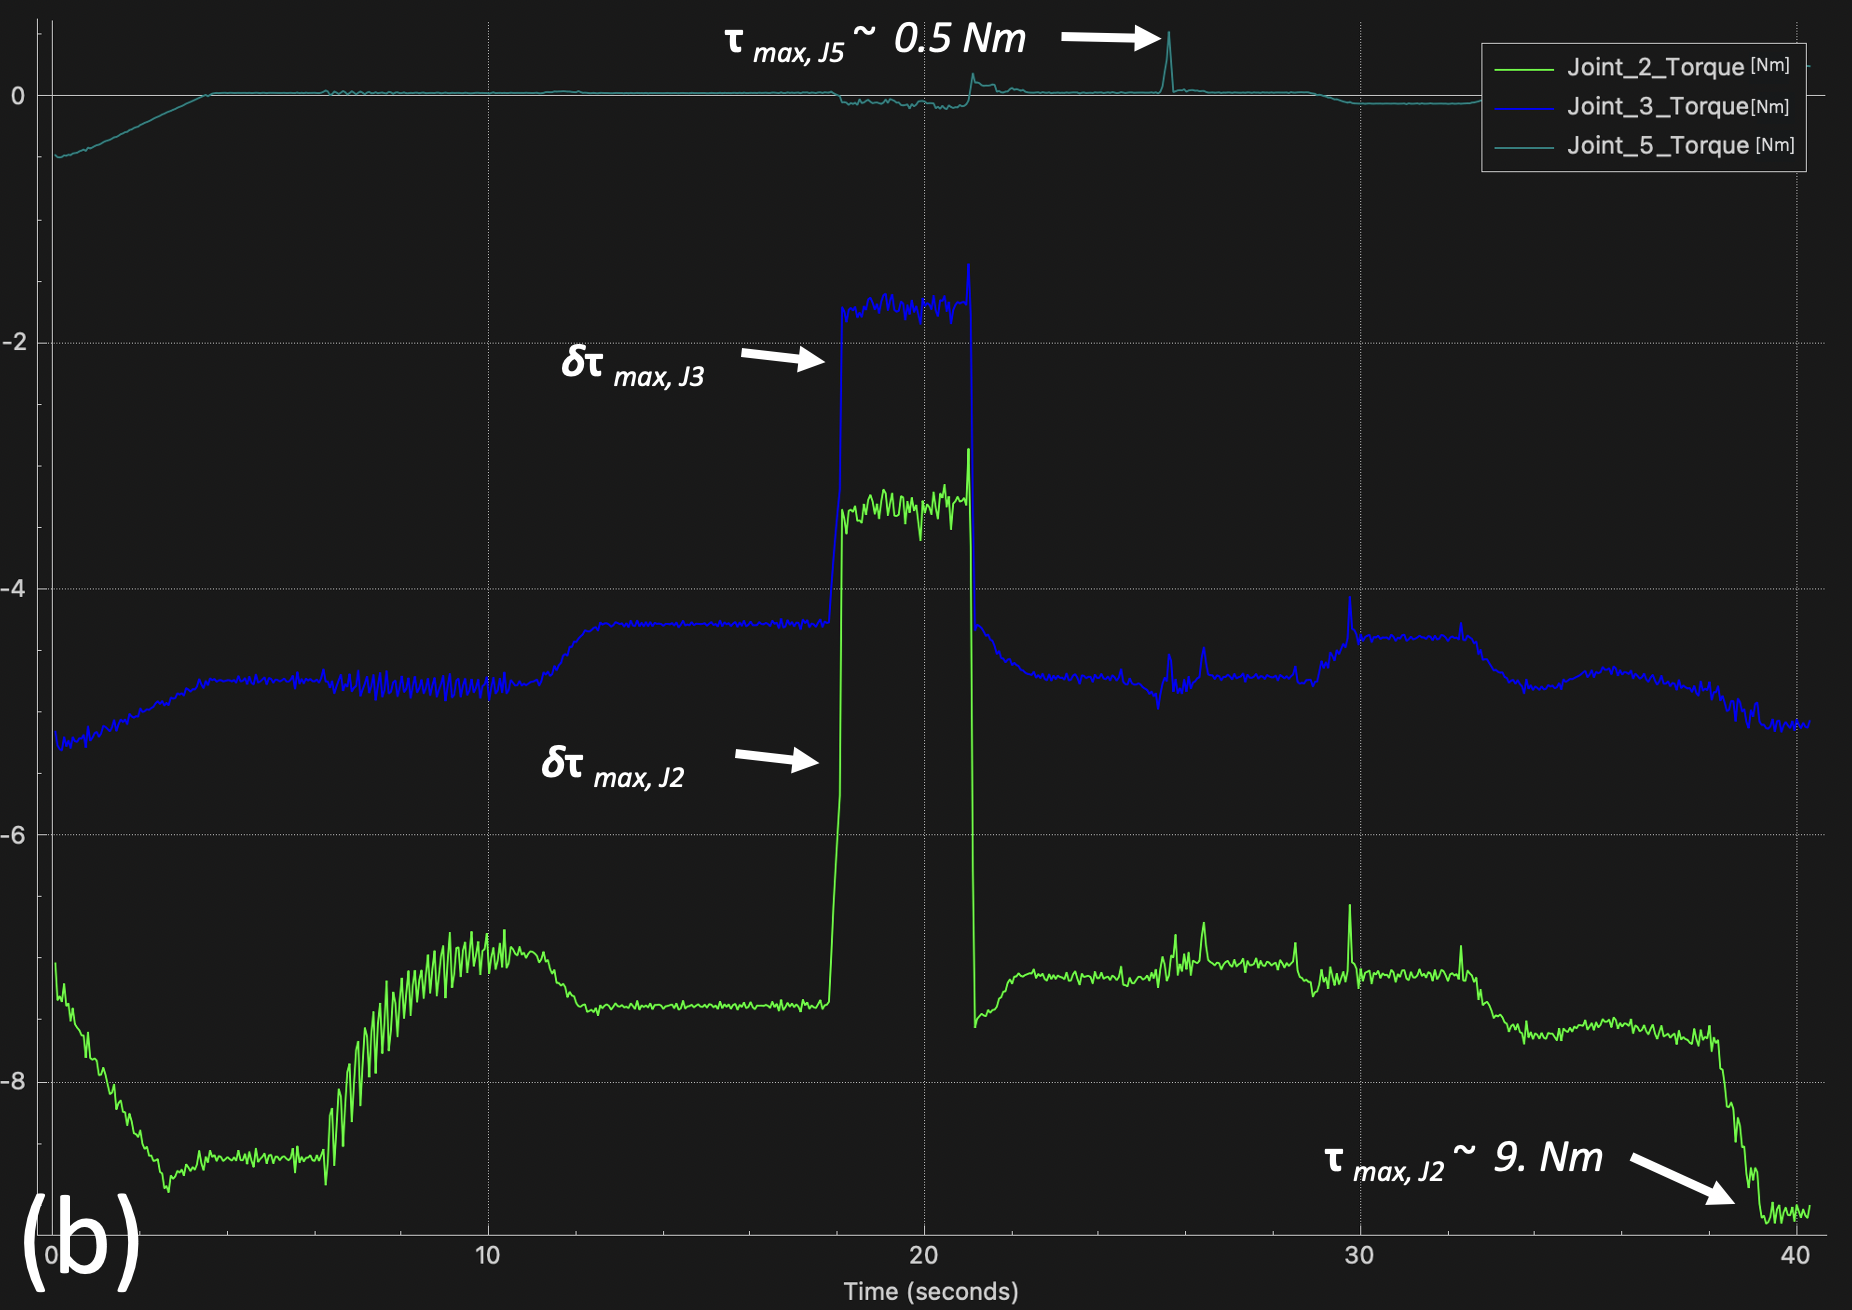 τ max, J5 ~ 0.5 Nm
Joint_2_Torque [Nm]
Joint_3_Torque[Nm]
Joint_5_Torque [Nm]
0
-2
δτ max, J3
-4
δτ max, J2
-6
-8
τ max, J2 ~ 9. Nm
(b)
0 10 20 30 40
Time (seconds)